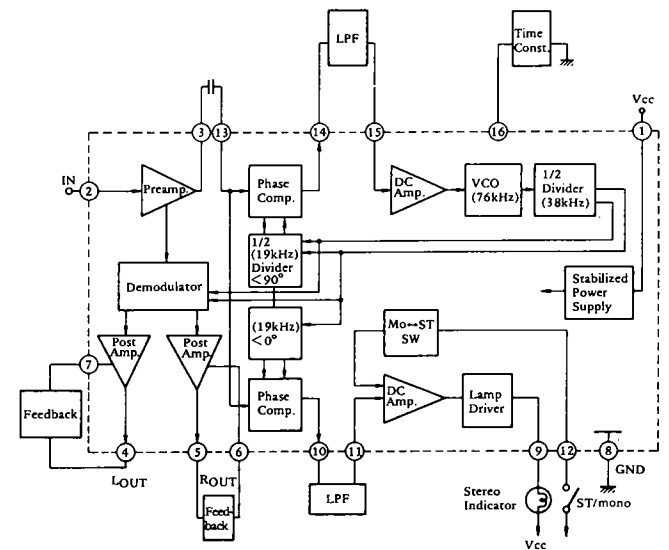 LPF
Time
Const.
Vcc
3
13
14
15
16
1
IN
2
Preamp.
Phase
Comp.
DC
Amp.
VCO
(76kHz)
1/2
Divider
(38kHz)
1/2
(19kHz)
Divider
<90°
Demodulator
Stabilized
Power
Supply
(19kHz)
<0°
Mo↔ST
SW
Post
Amp.
Post
Amp.
7
Feedback
Phase
Comp.
DC
Amp.
Lamp
Driver
4
5
6
10
11
9
12
8
GND
LOUT
ROUT
Feed-
back
LPF
Stereo
Indicator
ST/mono
Vcc